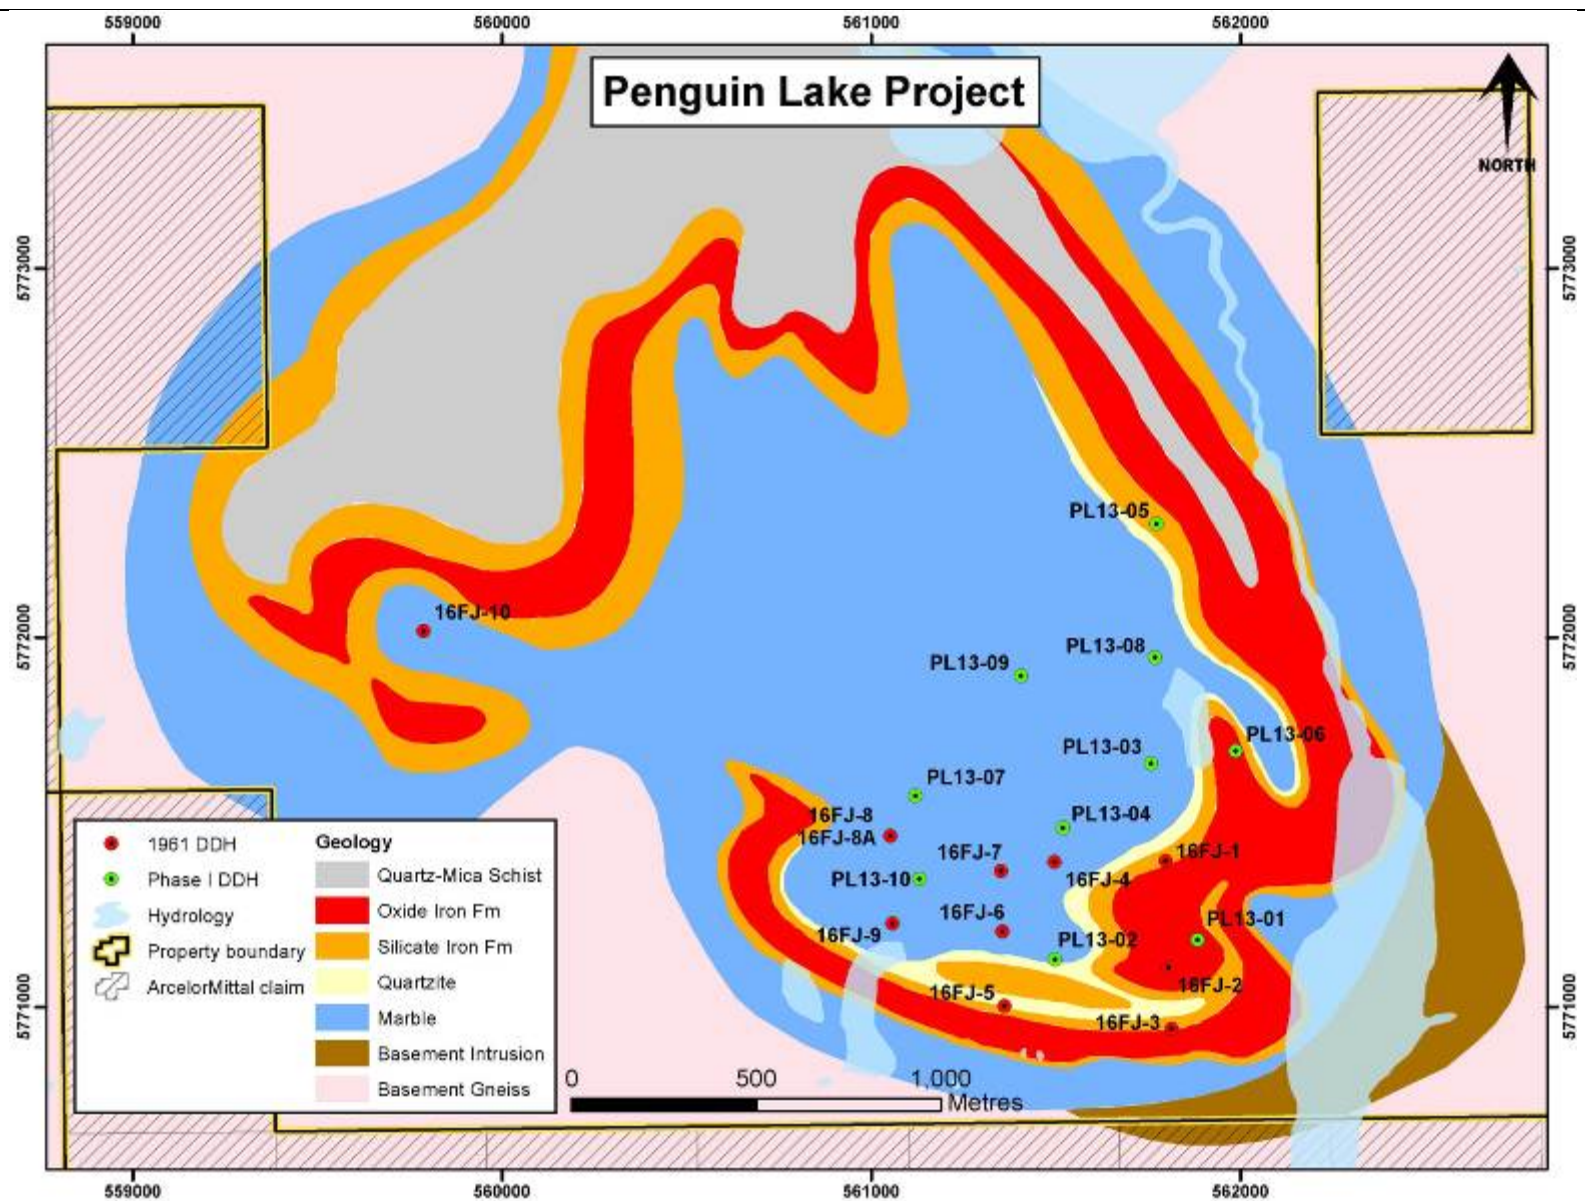 559000
560000
561000
562000
Penguin Lake Project
NORTH
5773000
5773000
PL13-05
16FJ-10
5772000
5772000
PL13-08
PL13-09
PL13-06
PL13-03
PL13-07
16FJ-8
PL13-04
16FJ-8A
16FJ-7
16FJ-1
PL13-10
16FJ-4
16FJ-6
PL13-01
16FJ-9
PL13-02
16FJ-2
16FJ-5
16FJ-3
5771000
5771000
1961 DDH
Phase I DDH
Hydrology
Property boundary
ArcelorMittal claim
Geology
Quartz-Mica Schist
Oxide Iron Fm
Silicate Iron Fm
Quartzite
Marble
Basement Intrusion
Basement Gneiss
0 500 1,000
Metres
559000
560000
561000
562000